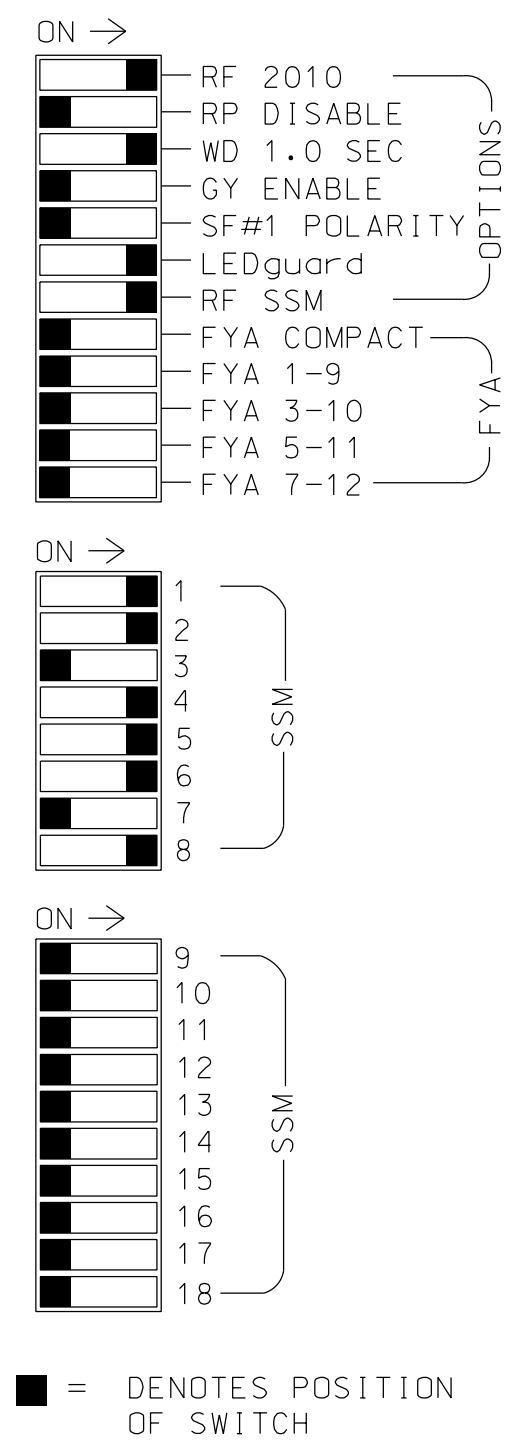 ON →
RF 2010
RP DISABLE
WD 1.0 SEC
GY ENABLE
SF#1 POLARITY
LEDguard
RF SSM
OPTIONS
FYA COMPACT
FYA 1-9
FYA 3-10
FYA 5-11
FYA 7-12
FYA
ON →
1
2
3
4
5
6
7
8
SSM
ON →
9
10
11
12
13
14
15
16
17
18
SSM
= DENOTES POSITION
OF SWITCH